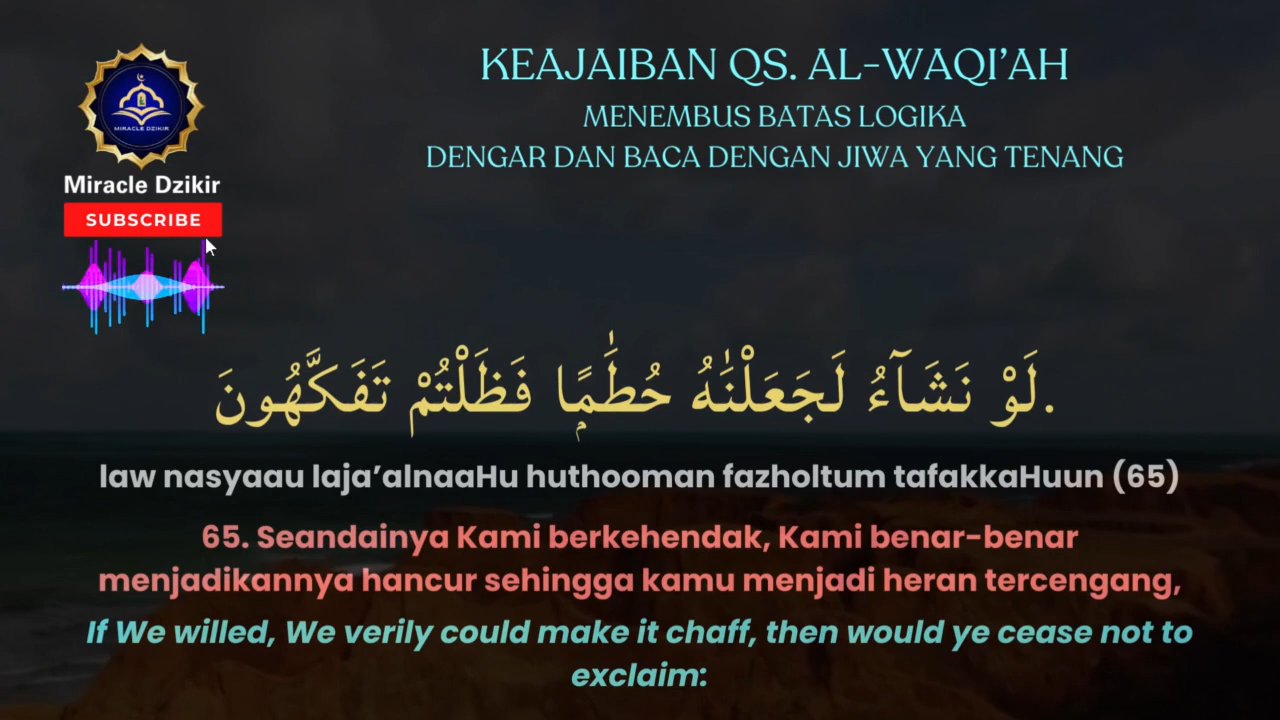 KEAJAIBAN QS. AL-WAQI'AH
MENEMBUS BATAS LOGIKA
DENGAR DAN BACA DENGAN JIWA YANG TENANG
MIRACLE DZIKIR
Miracle Dzikir
SUBSCRIBE
لَوْ نَشَآءُ لَجَعَلْنَٰهُ حُطَٰمًۭا فَظَلْتُمْ تَفَكَّهُونَ.
law nasyaau laja’alnaaHu huthooman fazholtum tafakkaHuun (65)
65. Seandainya Kami berkehendak, Kami benar-benar
menjadikannya hancur sehingga kamu menjadi heran tercengang,
If We willed, We verily could make it chaff, then would ye cease not to
exclaim: